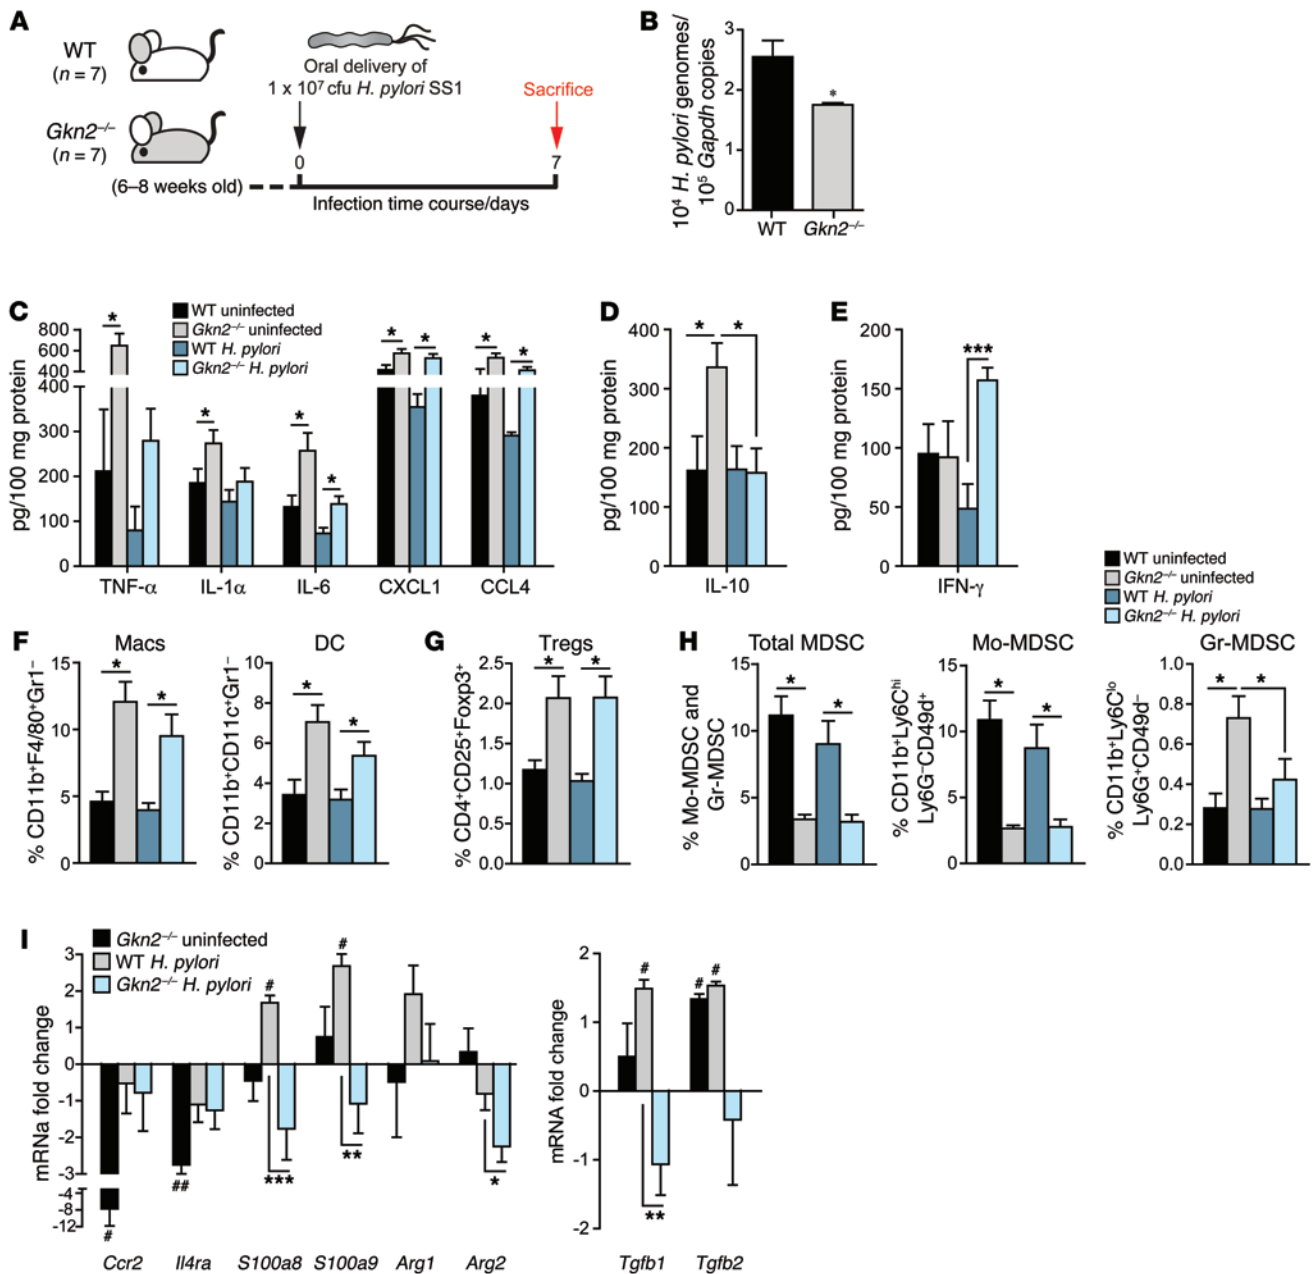 A
WT
(n = 7)
Gkn2–/–
(n = 7)
(6–8 weeks old)
Oral delivery of
1 x 10⁷ cfu H. pylori SS1
Sacrifice
0
7
Infection time course/days
B
10⁴ H. pylori genomes/
10⁵ Gapdh copies
3
2
1
0
*
WT
Gkn2–/–
C
WT uninfected
Gkn2–/– uninfected
WT H. pylori
Gkn2–/– H. pylori
pg/100 mg protein
800
600
400
400
300
200
100
0
*
*
*
*
*
*
*
*
TNF-α
IL-1α
IL-6
CXCL1
CCL4
D
pg/100 mg protein
400
300
200
100
0
*
*
IL-10
E
pg/100 mg protein
200
150
100
50
0
***
IFN-γ
WT uninfected
Gkn2–/– uninfected
WT H. pylori
Gkn2–/– H. pylori
F
Macs
% CD11b⁺F4/80⁺Gr1⁻
15
10
5
0
*
*
DC
% CD11b⁺CD11c⁺Gr1⁻
10
8
6
4
2
0
*
*
G
Tregs
% CD4⁺CD25⁺Foxp3⁺
2.5
2.0
1.5
1.0
0.5
0.0
*
*
H
Total MDSC
% Mo-MDSC and
Gr-MDSC
15
10
5
0
*
*
Mo-MDSC
% CD11b⁺Ly6Cʰⁱ
Ly6G⁻CD49d⁺
15
10
5
0
*
*
Gr-MDSC
% CD11b⁺Ly6Cˡᵒ
Ly6G⁺CD49d⁻
1.0
0.8
0.6
0.4
0.2
0.0
*
*
I
Gkn2–/– uninfected
WT H. pylori
Gkn2–/– H. pylori
mRNa fold change
3
2
1
0
-1
-2
-3
-4
-8
-12
#
##
#
***
#
**
*
Ccr2
Il4ra
S100a8
S100a9
Arg1
Arg2
mRNA fold change
2
1
0
-1
-2
#
**
#
#
Tgfb1
Tgfb2